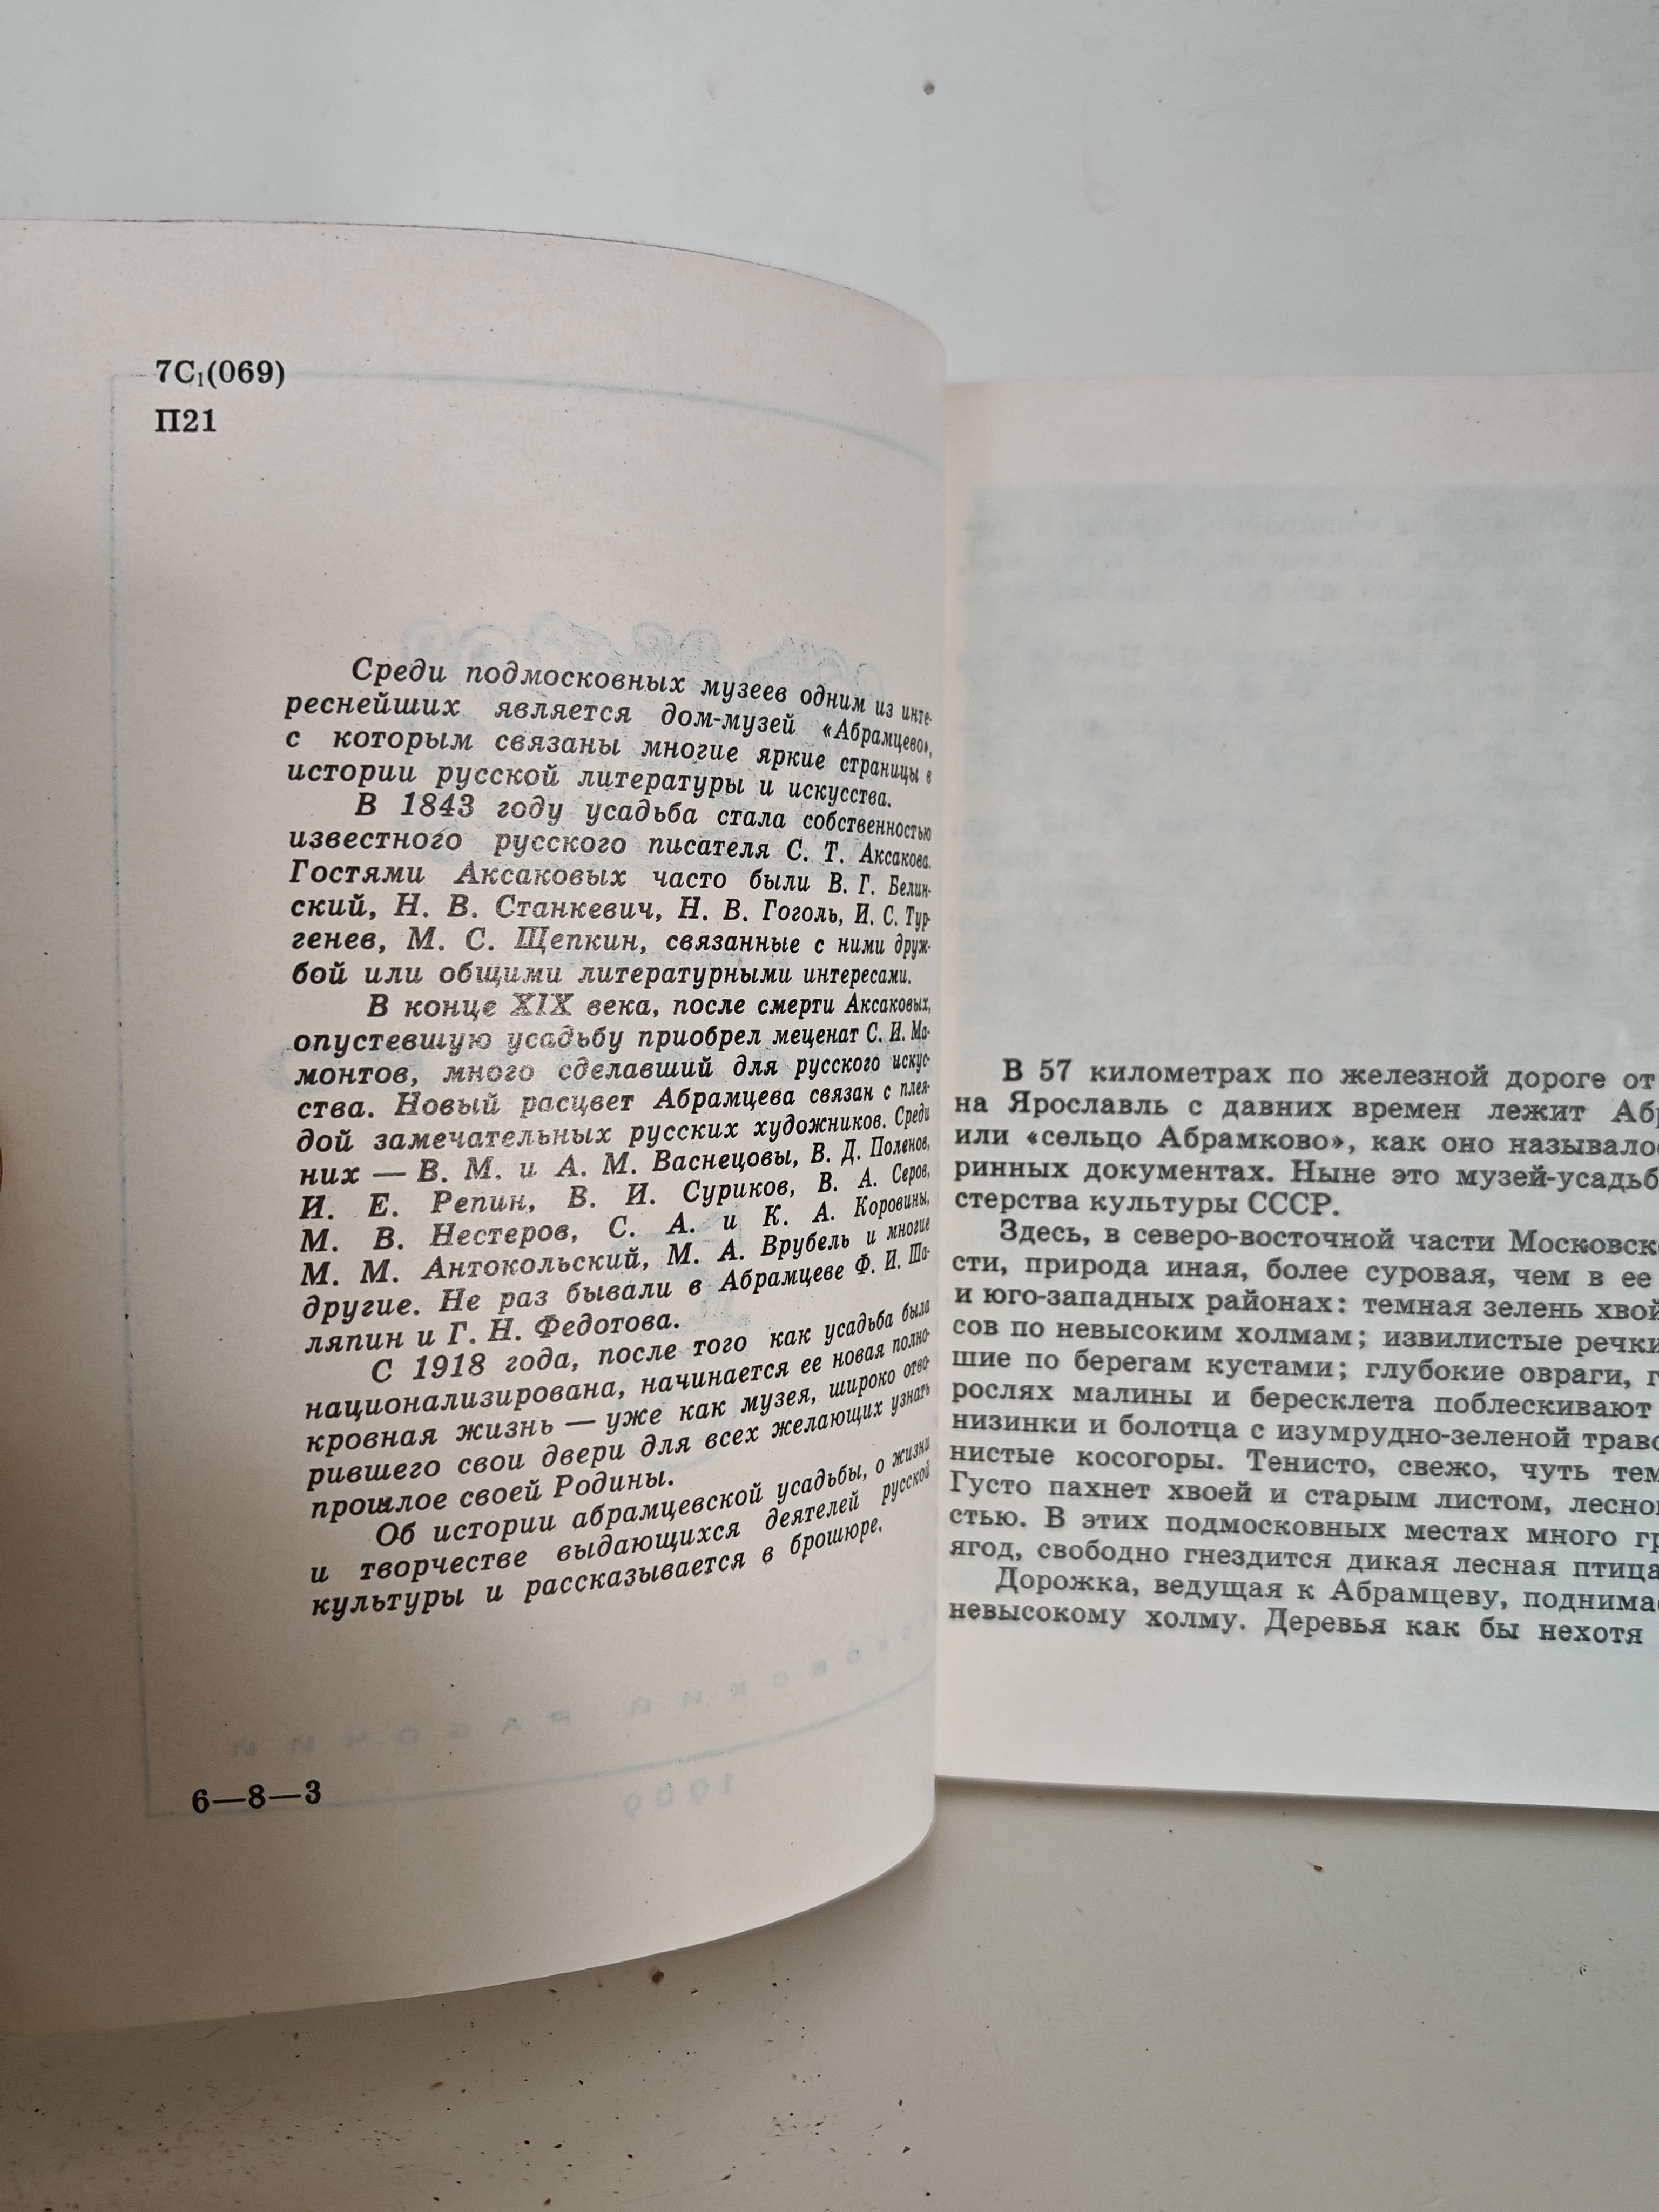 7С₁(069)
П21
Среди подмосковных музеев одним из инте-
реснейших является дом-музей «Абрамцево»,
с которым связаны многие яркие страницы в
истории русской литературы и искусства.
В 1843 году усадьба стала собственностью
известного русского писателя С. Т. Аксакова.
Гостями Аксаковых часто были В. Г. Белин-
ский, Н. В. Станкевич, Н. В. Гоголь, И. С. Тур-
генев, М. С. Щепкин, связанные с ними друж-
бой или общими литературными интересами.
В конце XIX века, после смерти Аксаковых,
опустевшую усадьбу приобрел меценат С. И. Ма-
монтов, много сделавший для русского искус-
ства. Новый расцвет Абрамцева связан с плея-
дой замечательных русских художников. Среди
них — В. М. и А. М. Васнецовы, В. Д. Поленов,
И. Е. Репин, В. И. Суриков, В. А. Серов,
М. В. Нестеров, С. А. и К. А. Коровины,
М. М. Антокольский, М. А. Врубель и многие
другие. Не раз бывали в Абрамцеве Ф. И. Ша-
ляпин и Г. Н. Федотова.
С 1918 года, после того как усадьба была
национализирована, начинается ее новая полно-
кровная жизнь — уже как музея, широко отво-
рившего свои двери для всех желающих узнать
прошлое своей Родины.
Об истории абрамцевской усадьбы, о жизни
и творчестве выдающихся деятелей русской
культуры и рассказывается в брошюре.
6—8—3
В 57 километрах по железной дороге от
на Ярославль с давних времен лежит Абр
или «сельцо Абрамково», как оно называло
ринных документах. Ныне это музей-усадьб
стерства культуры СССР.
Здесь, в северо-восточной части Московск
сти, природа иная, более суровая, чем в ее
и юго-западных районах: темная зелень хвой
сов по невысоким холмам; извилистые речки
шие по берегам кустами; глубокие овраги, г
рослях малины и бересклета поблескивают
низинки и болотца с изумрудно-зеленой траво
нистые косогоры. Тенисто, свежо, чуть тем
Густо пахнет хвоей и старым листом, лесно
стью. В этих подмосковных местах много гр
ягод, свободно гнездится дикая лесная птица
Дорожка, ведущая к Абрамцеву, поднимае
невысокому холму. Деревья как бы нехотя